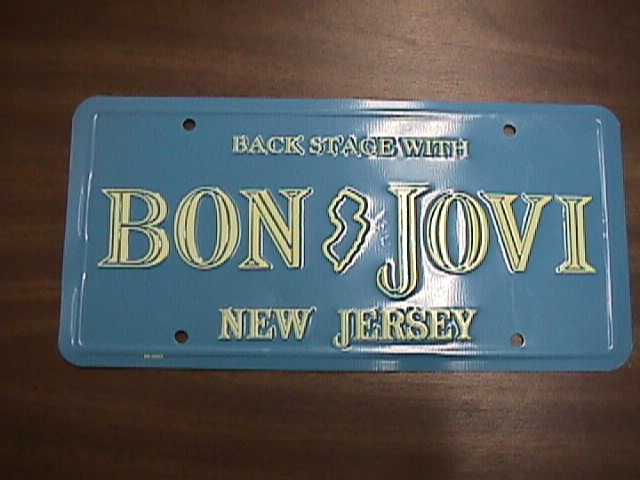 BACK STAGE WITH
BON JOVI
NEW JERSEY